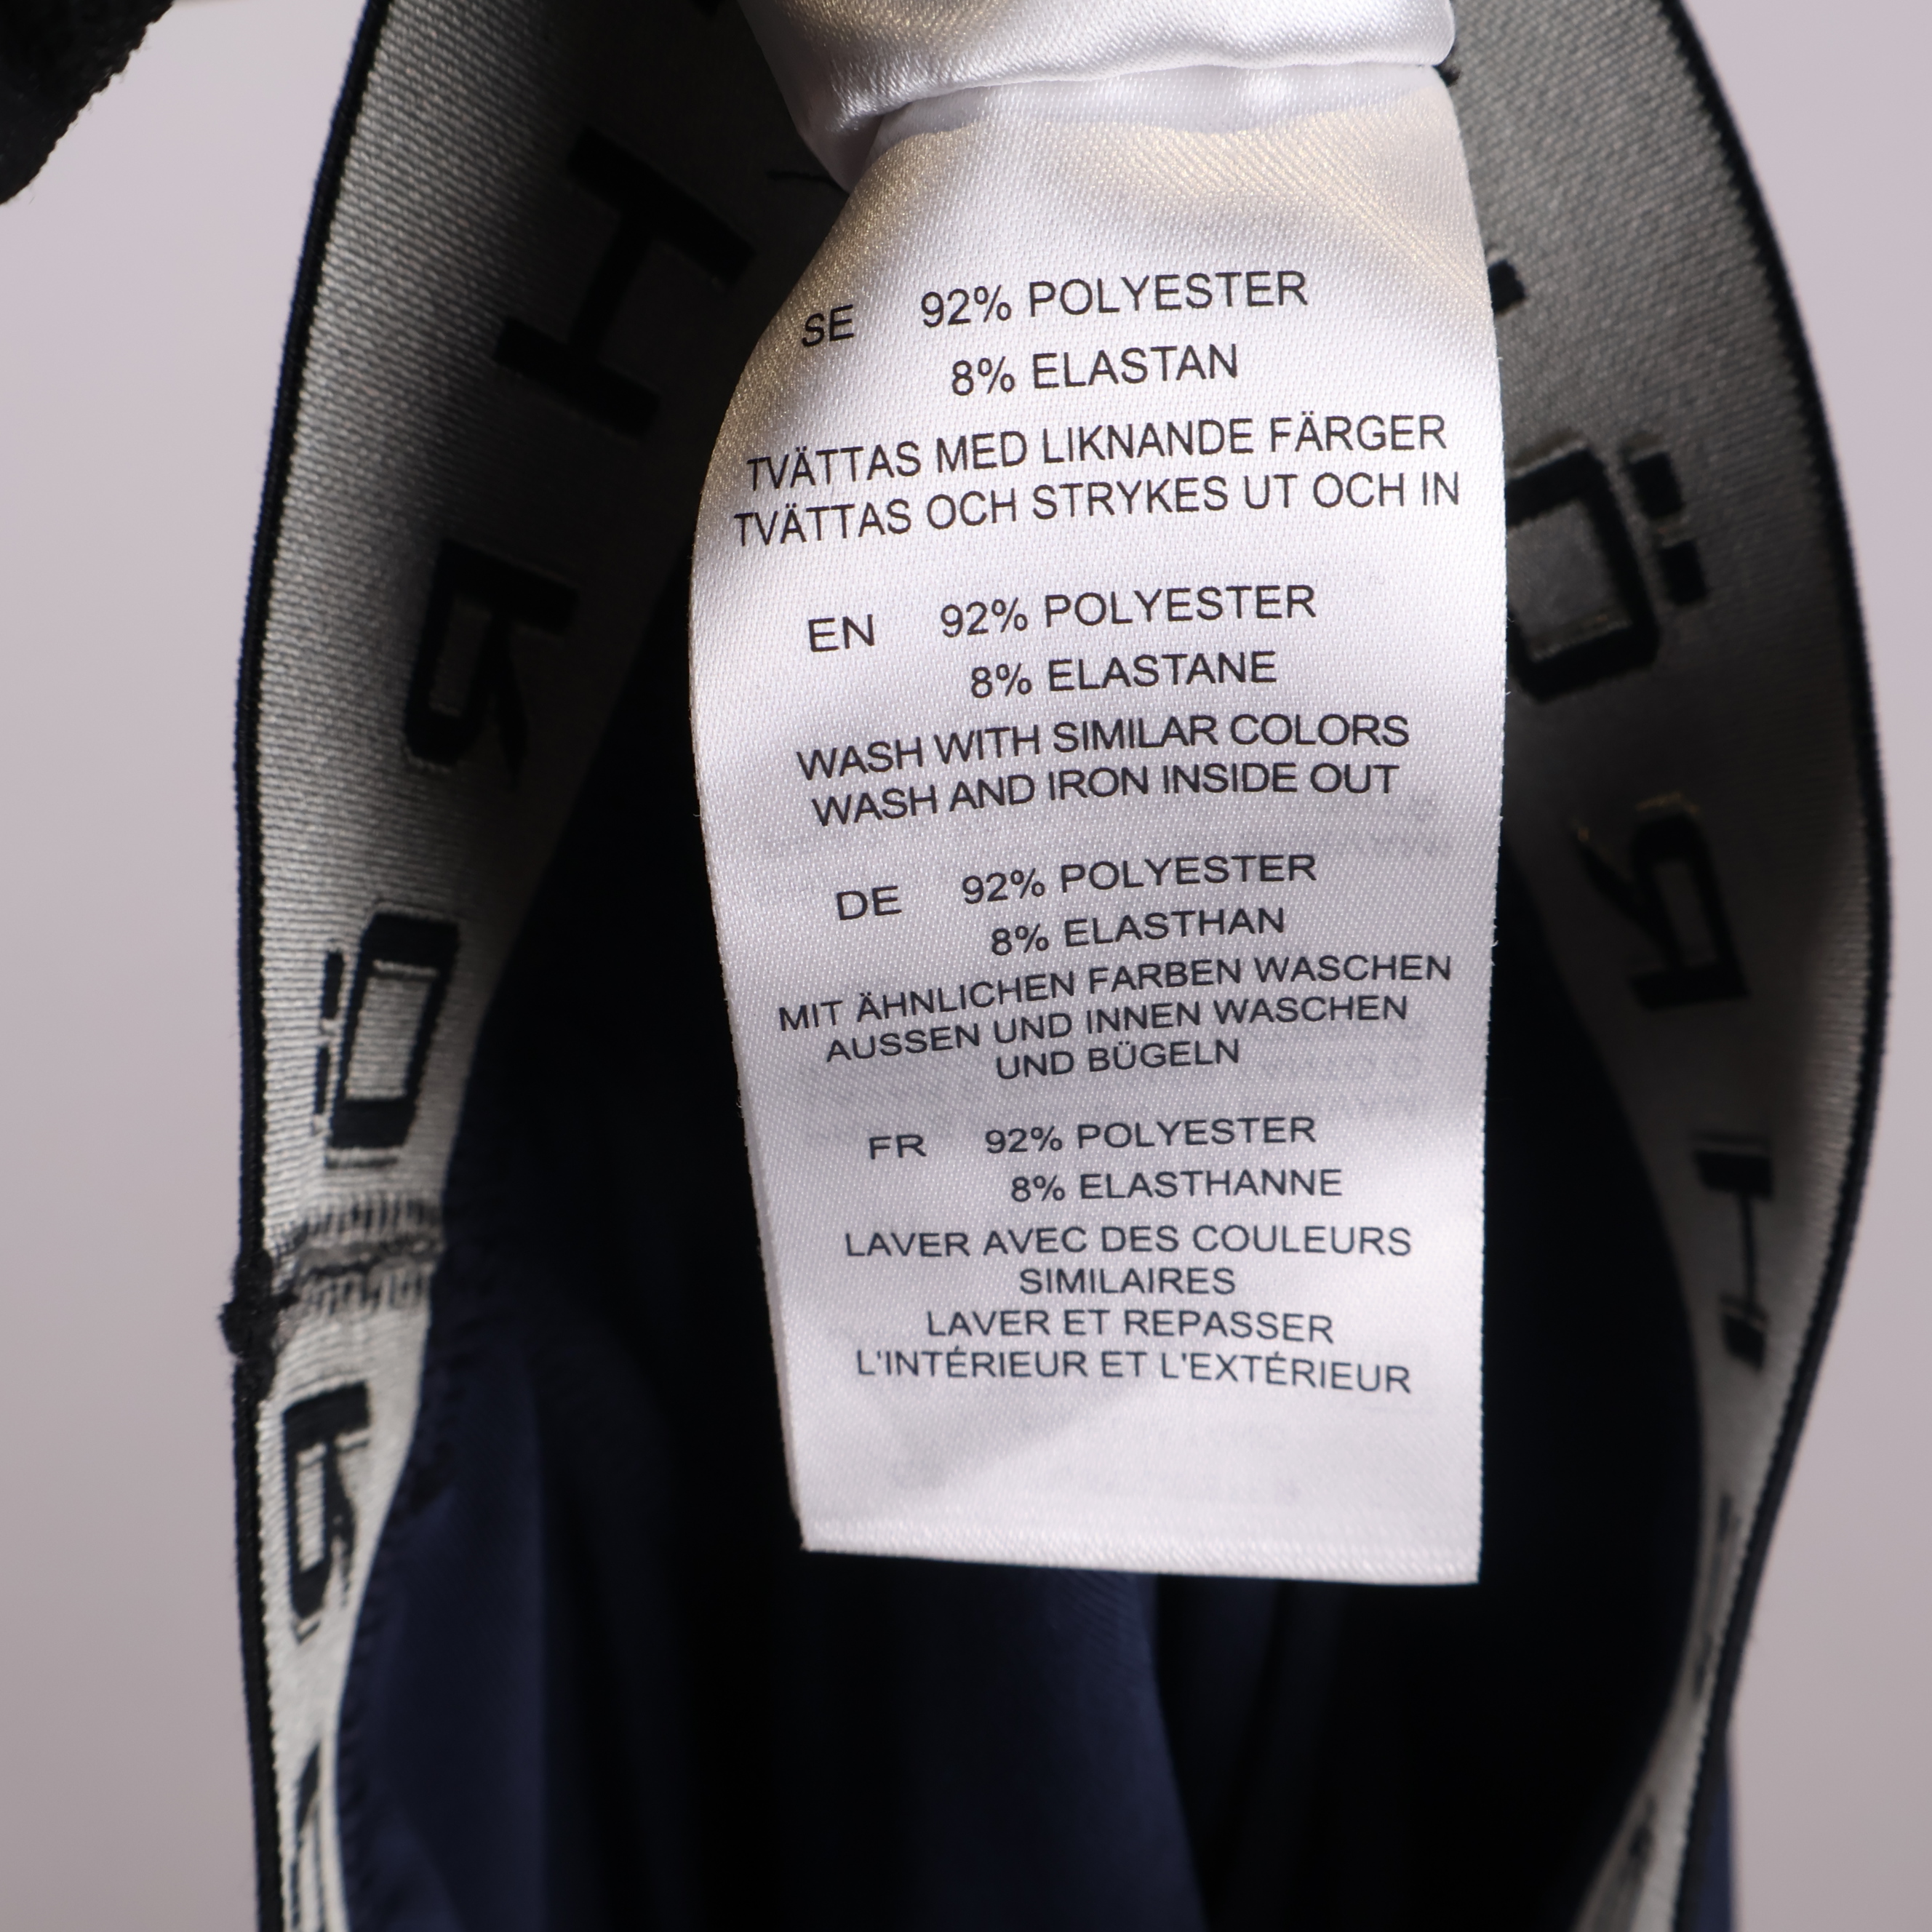 SE 92% POLYESTER
8% ELASTAN
TVÄTTAS MED LIKNANDE FÄRGER
TVÄTTAS OCH STRYKES UT OCH IN
EN 92% POLYESTER
8% ELASTANE
WASH WITH SIMILAR COLORS
WASH AND IRON INSIDE OUT
DE 92% POLYESTER
8% ELASTHAN
MIT ÄHNLICHEN FARBEN WASCHEN
AUSSEN UND INNEN WASCHEN
UND BÜGELN
FR 92% POLYESTER
8% ELASTHANNE
LAVER AVEC DES COULEURS
SIMILAIRES
LAVER ET REPASSER
L'INTÉRIEUR ET L'EXTÉRIEUR